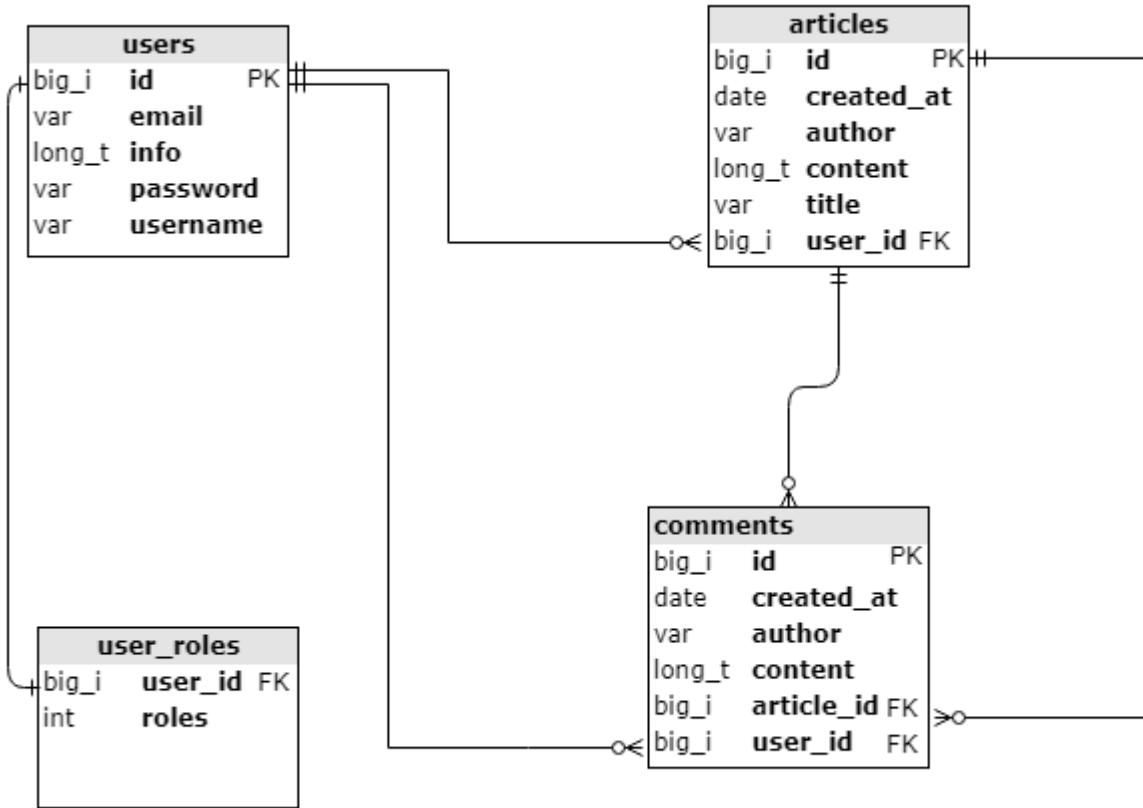 users
big_i id PK
var email
long_t info
var password
var username
articles
big_i id PK
date created_at
var author
long_t content
var title
big_i user_id FK
user_roles
big_i user_id FK
int roles
comments
big_i id PK
date created_at
var author
long_t content
big_i article_id FK
big_i user_id FK